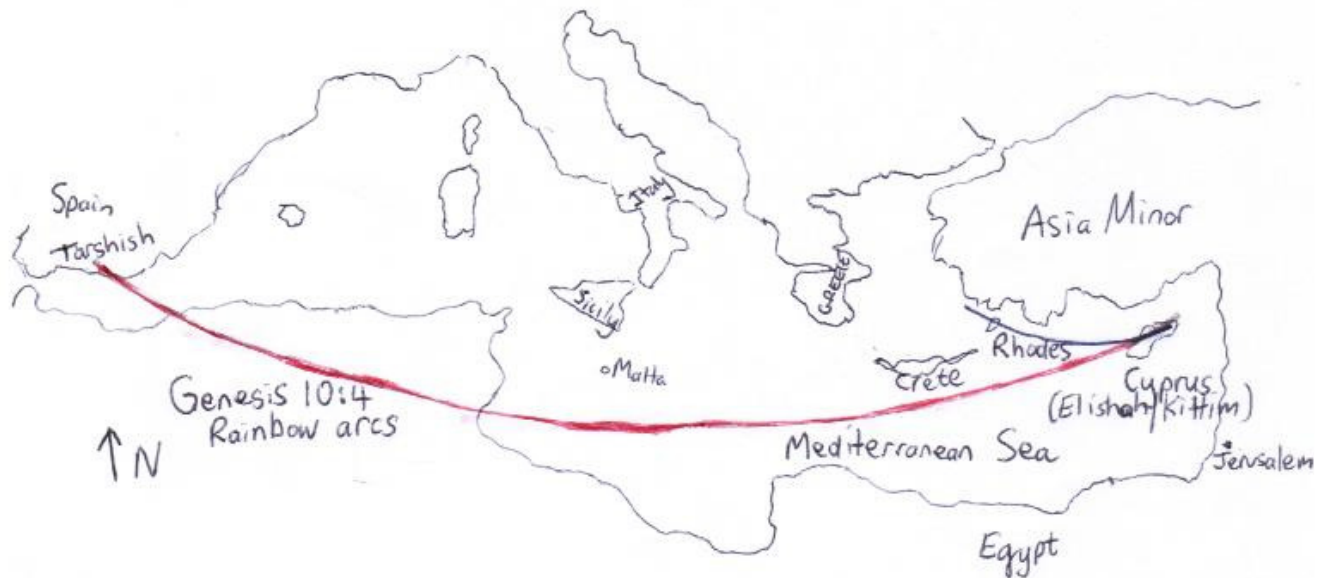 Spain
Tarshish
Italy
Asia Minor
GREECE
Sicily
Malta
Rhodes
Crete
Cyprus
(Elishah/Kittim)
Genesis 10:4
Rainbow arcs
N
Mediterranean Sea
Jerusalem
Egypt